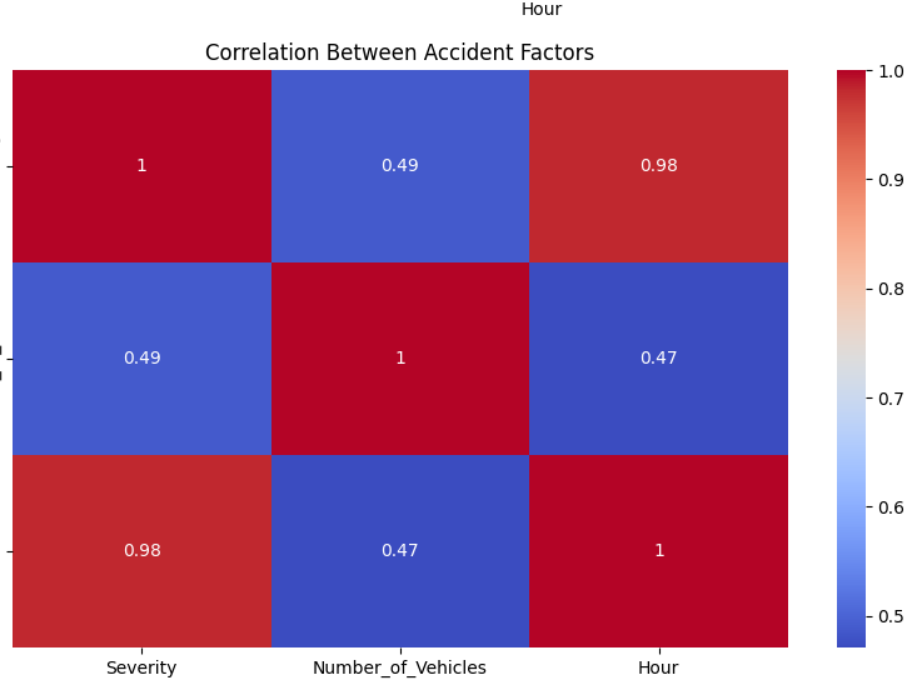 Hour
Correlation Between Accident Factors
1 0.49 0.98
0.49 1 0.47
0.98 0.47 1
1.0
0.9
0.8
0.7
0.6
0.5
Severity Number_of_Vehicles Hour